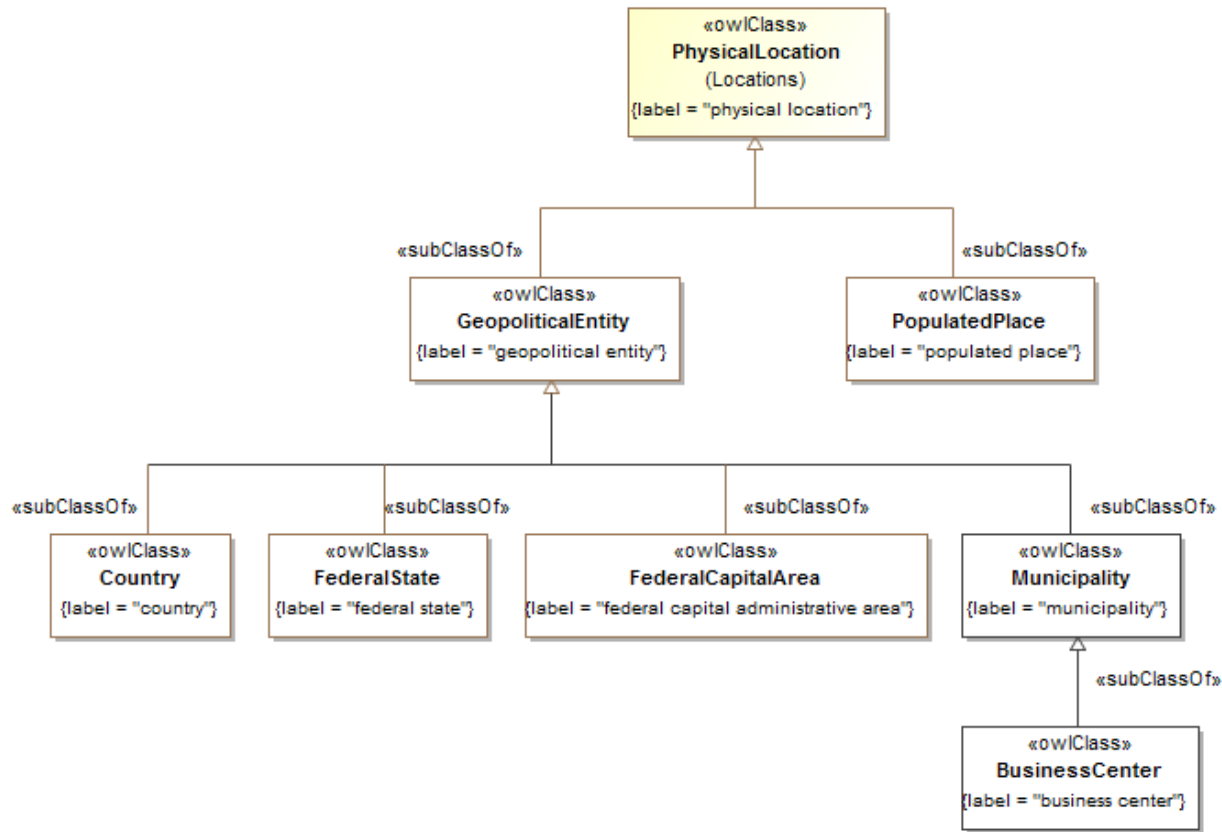 «owlClass»
PhysicalLocation
(Locations)
{label = "physical location"}
«subClassOf»
«subClassOf»
«owlClass»
GeopoliticalEntity
{label = "geopolitical entity"}
«owlClass»
PopulatedPlace
{label = "populated place"}
«subClassOf»
«subClassOf»
«subClassOf»
«subClassOf»
«owlClass»
Country
{label = "country"}
«owlClass»
FederalState
{label = "federal state"}
«owlClass»
FederalCapitalArea
{label = "federal capital administrative area"}
«owlClass»
Municipality
{label = "municipality"}
«subClassOf»
«owlClass»
BusinessCenter
{label = "business center"}